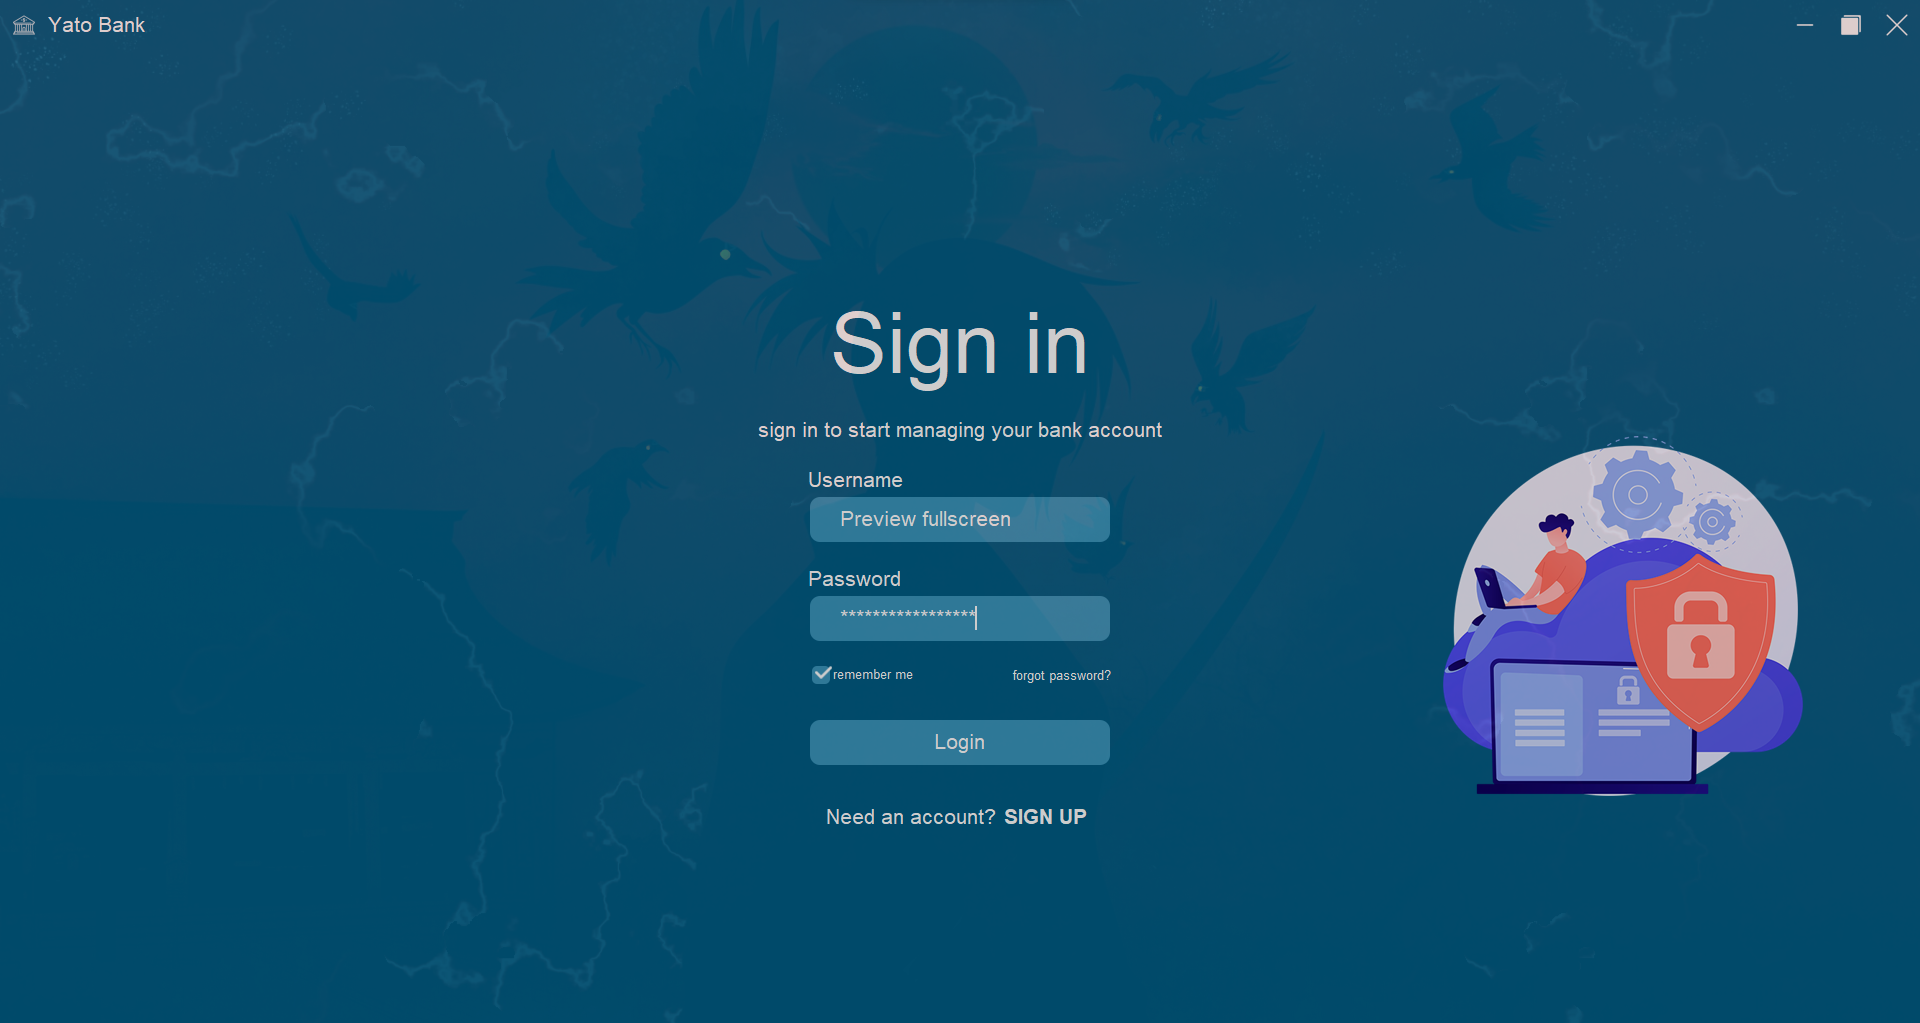 Yato Bank
Sign in
sign in to start managing your bank account
Username
Preview fullscreen
Password
*****************
remember me
forgot password?
Login
Need an account? SIGN UP